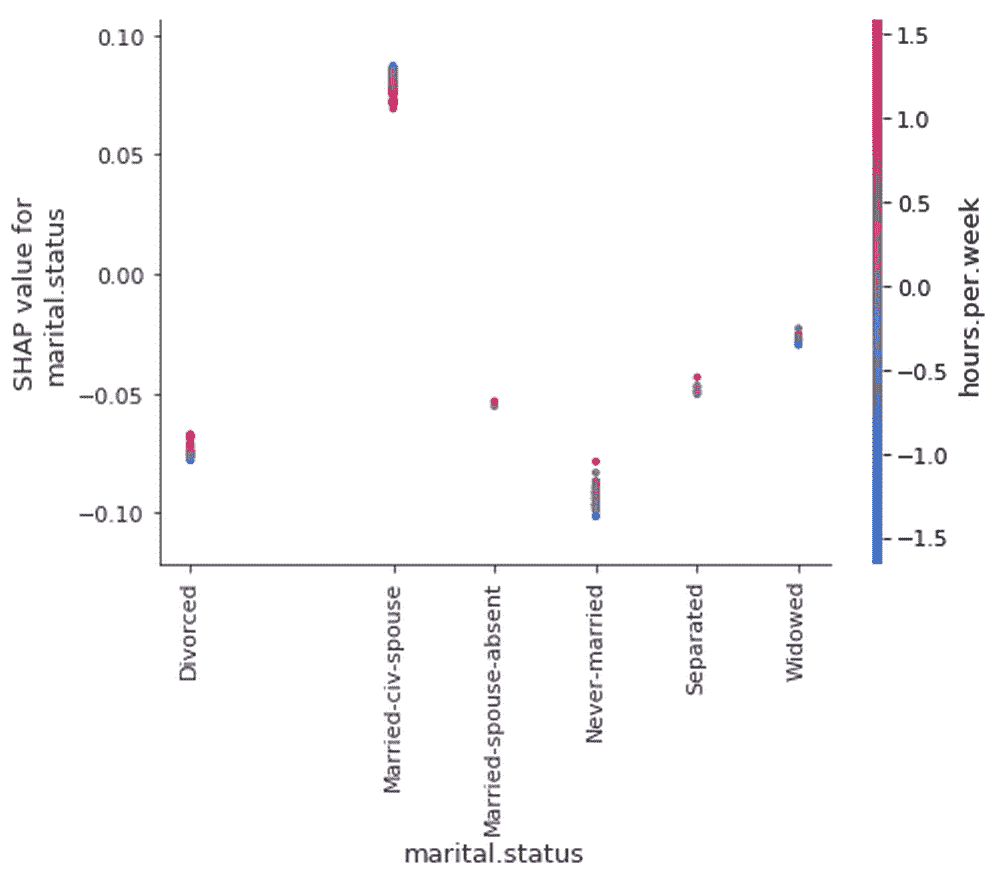 SHAP value for
marital.status
0.10
0.05
0.00
−0.05
−0.10
Divorced
Married-civ-spouse
Married-spouse-absent
Never-married
Separated
Widowed
marital.status
1.5
1.0
0.5
0.0
−0.5
−1.0
−1.5
hours.per.week